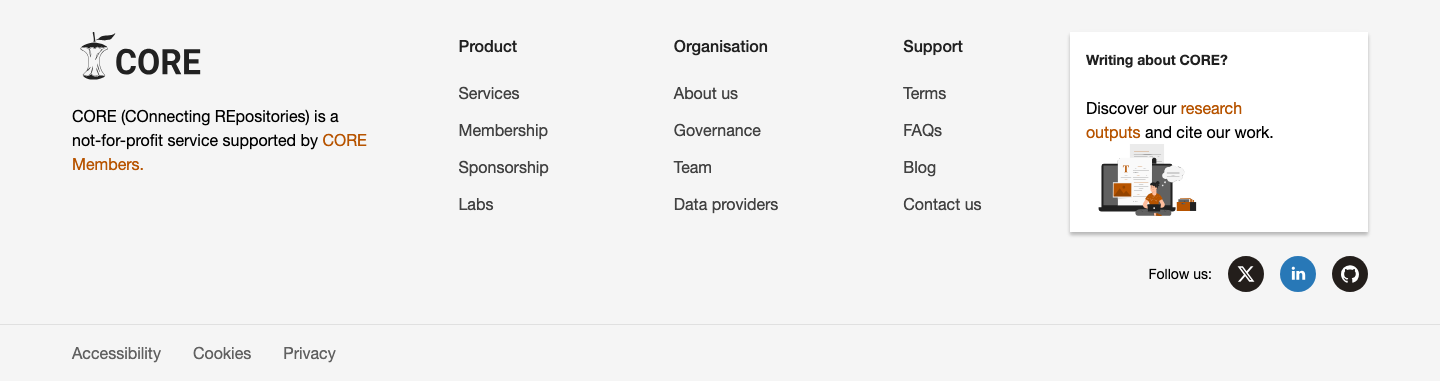 CORE
CORE (COnnecting REpositories) is a
not-for-profit service supported by CORE
Members.
Product
Services
Membership
Sponsorship
Labs
Organisation
About us
Governance
Team
Data providers
Support
Terms
FAQs
Blog
Contact us
Writing about CORE?
Discover our research
outputs and cite our work.
T
Follow us:
X
in
Accessibility
Cookies
Privacy